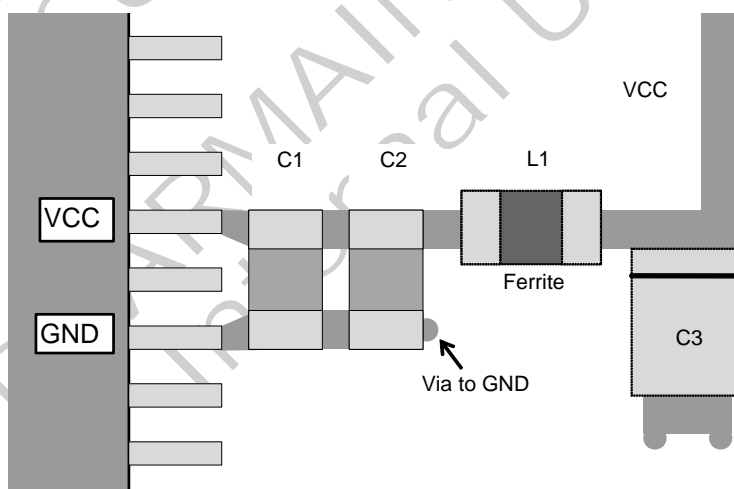 VCC
C1
C2
L1
VCC
Ferrite
GND
C3
Via to GND